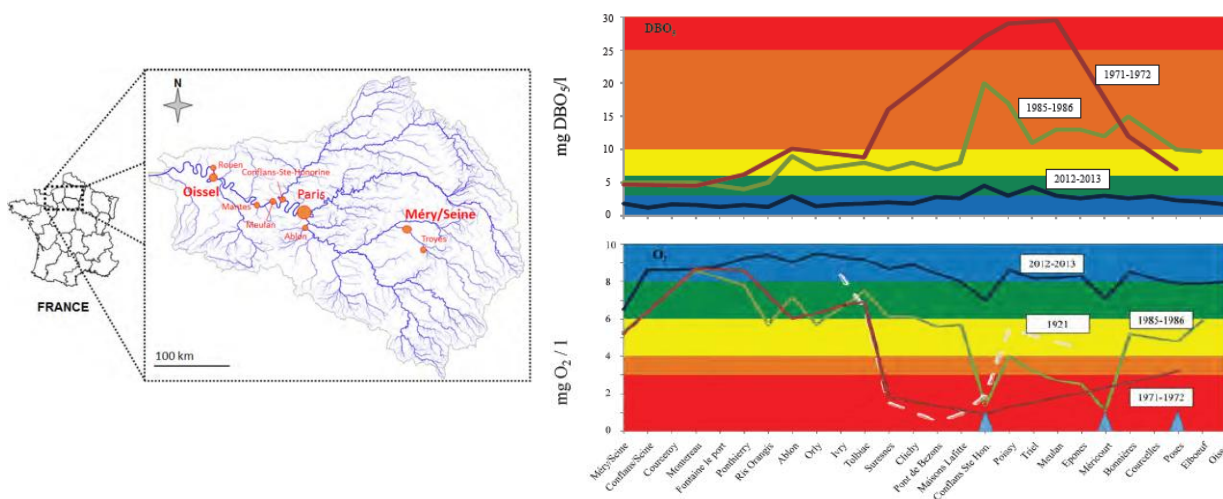 N
Rouen
Conflans-Ste-Honorine
Oissel
Paris
Mantes
Meulan
Méry/Seine
Ablon
Troyes
FRANCE
100 km
mg DBO5/l
DBO5
30
25
20
15
10
5
0
1971-1972
1985-1986
2012-2013
mg O2 / l
O2
10
8
6
4
2
0
2012-2013
1985-1986
1921
1971-1972
Méry/Seine
Conflans/Seine
Courceroy
Montereau
Fontaine le port
Ponthierry
Ris Orangis
Ablon
Orly
Ivry
Tolbiac
Suresnes
Clichy
Pont de Bezons
Maisons Lafitte
Conflans Ste Hon.
Poissy
Triel
Meulan
Epones
Méricourt
Bonnières
Courcelles
Poses
Elboeuf
Oiss